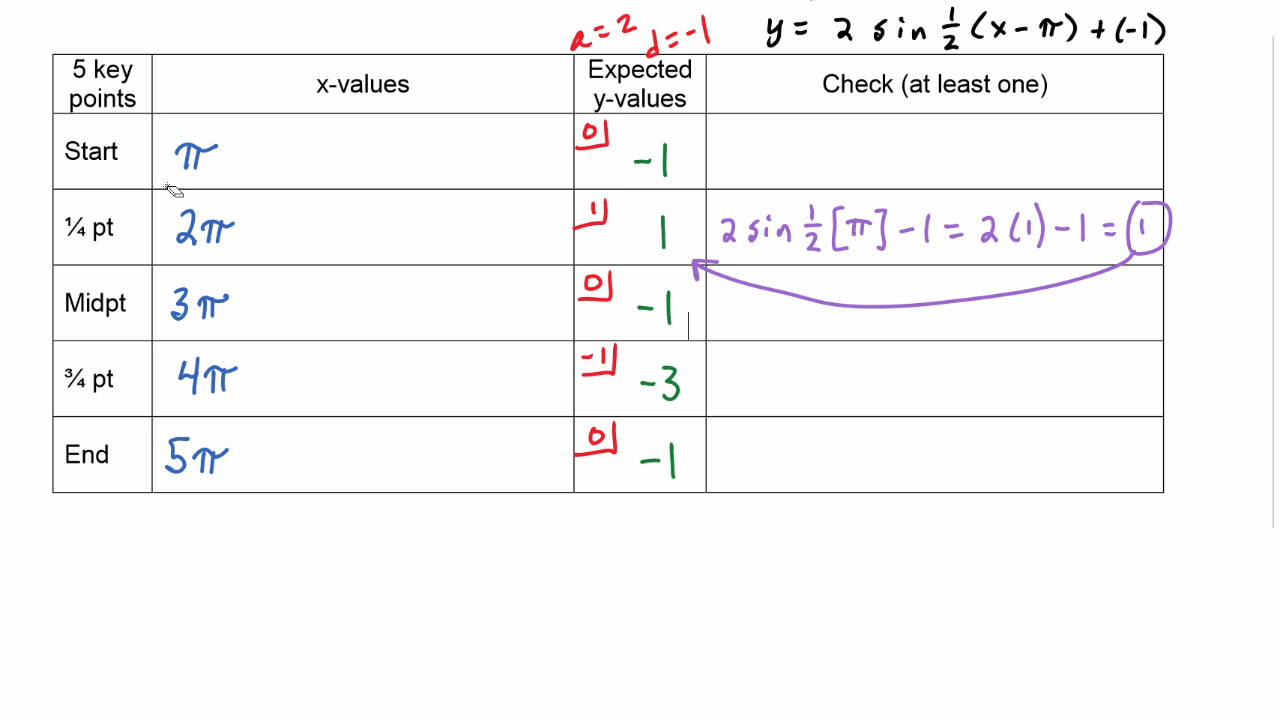 a = 2 d = -1 y = 2 sin 1/2 (x - π) + (-1)
5 key points x-values Expected y-values Check (at least one)
Start π 0 -1
¼ pt 2π 1 1 2 sin 1/2 [π] - 1 = 2(1) - 1 = 1
Midpt 3π 0 -1
¾ pt 4π -1 -3
End 5π 0 -1